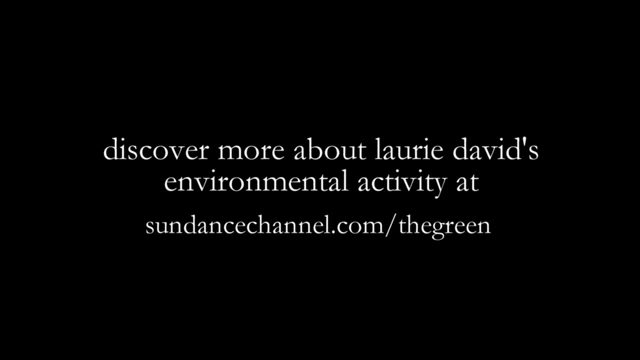 discover more about laurie david's
environmental activity at
sundancechannel.com/thegreen